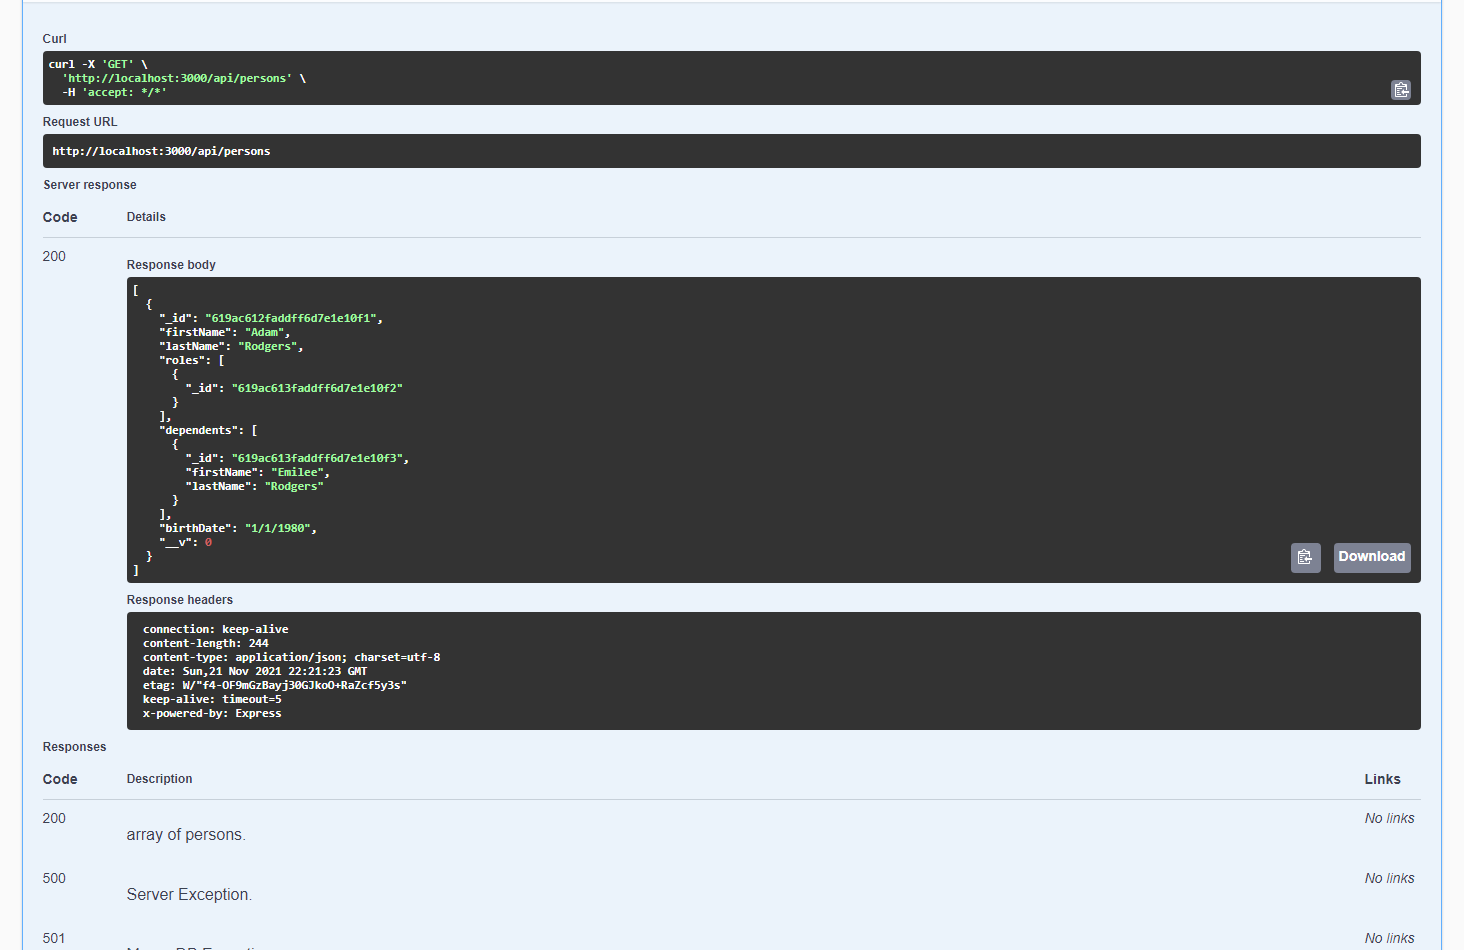 Curl
curl -X 'GET' \
'http://localhost:3000/api/persons' \
-H 'accept: */*'
Request URL
http://localhost:3000/api/persons
Server response
Code Details
200
Response body
[
{
"_id": "619ac612faddff6d7e1e10f1",
"firstName": "Adam",
"lastName": "Rodgers",
"roles": [
{
"_id": "619ac613faddff6d7e1e10f2"
}
],
"dependents": [
{
"_id": "619ac613faddff6d7e1e10f3",
"firstName": "Emilee",
"lastName": "Rodgers"
}
],
"birthDate": "1/1/1980",
"__v": 0
}
]
Download
Response headers
connection: keep-alive
content-length: 244
content-type: application/json; charset=utf-8
date: Sun,21 Nov 2021 22:21:23 GMT
etag: W/"f4-OF9mGzBayj30GJkoO+RaZcf5y3s"
keep-alive: timeout=5
x-powered-by: Express
Responses
Code Description Links
200 No links
array of persons.
500 No links
Server Exception.
501 No links